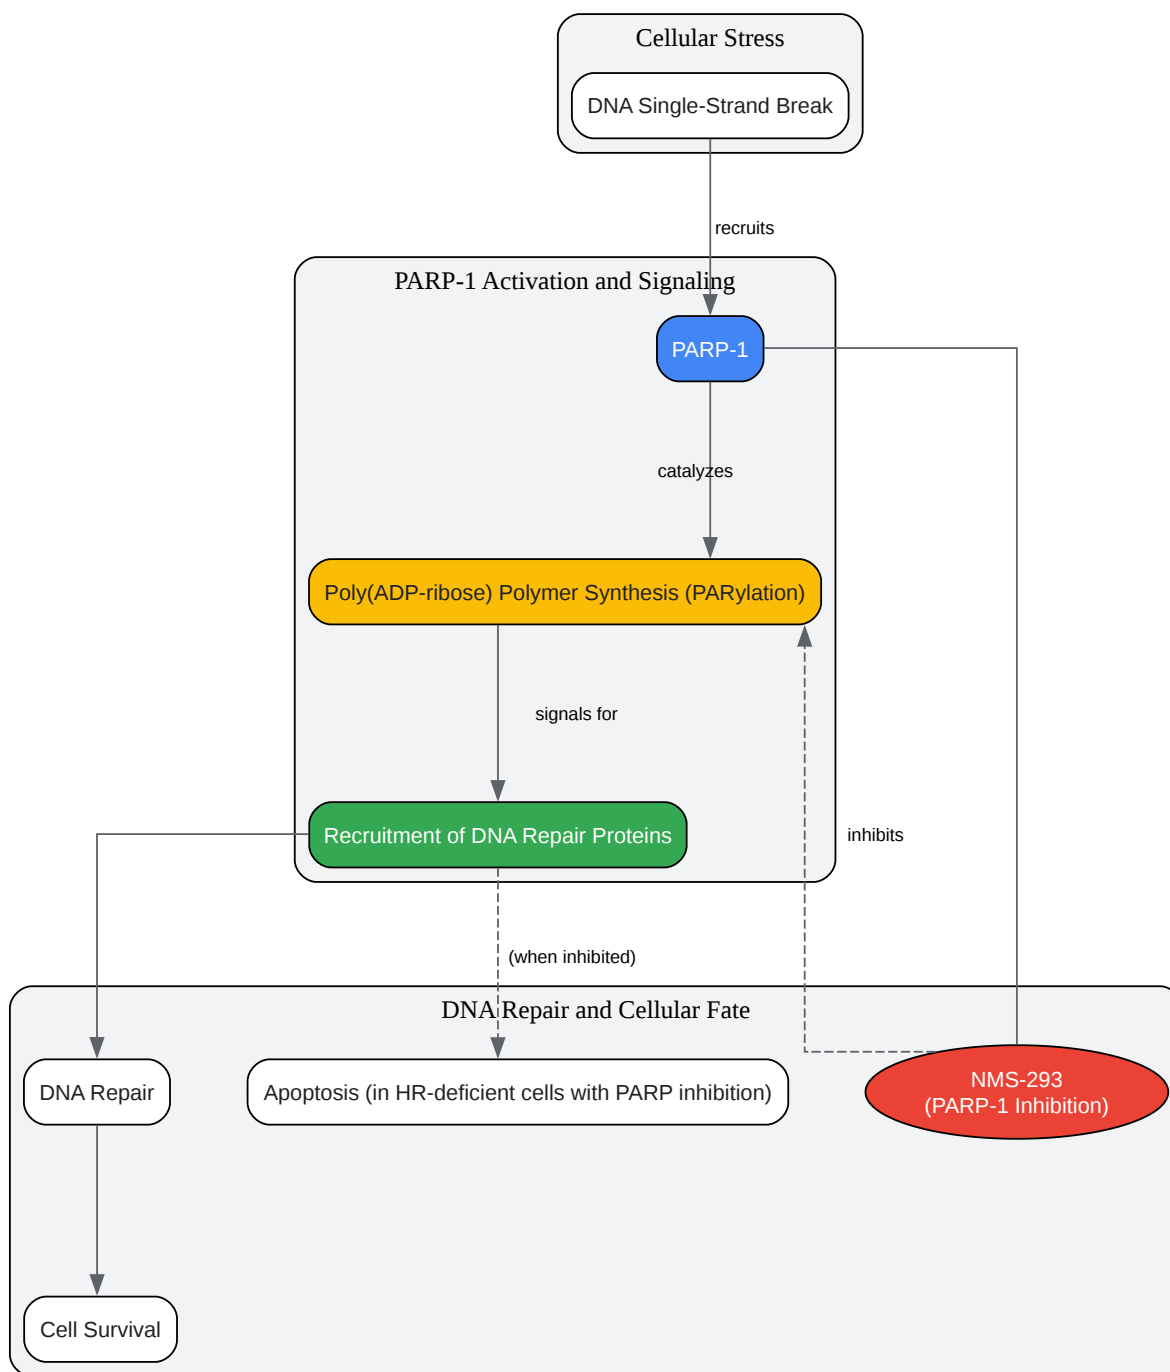 Cellular Stress
DNA Single-Strand Break
recruits
PARP-1 Activation and Signaling
PARP-1
catalyzes
Poly(ADP-ribose) Polymer Synthesis (PARylation)
signals for
Recruitment of DNA Repair Proteins
inhibits
(when inhibited)
DNA Repair and Cellular Fate
DNA Repair
Apoptosis (in HR-deficient cells with PARP inhibition)
NMS-293
(PARP-1 Inhibition)
Cell Survival